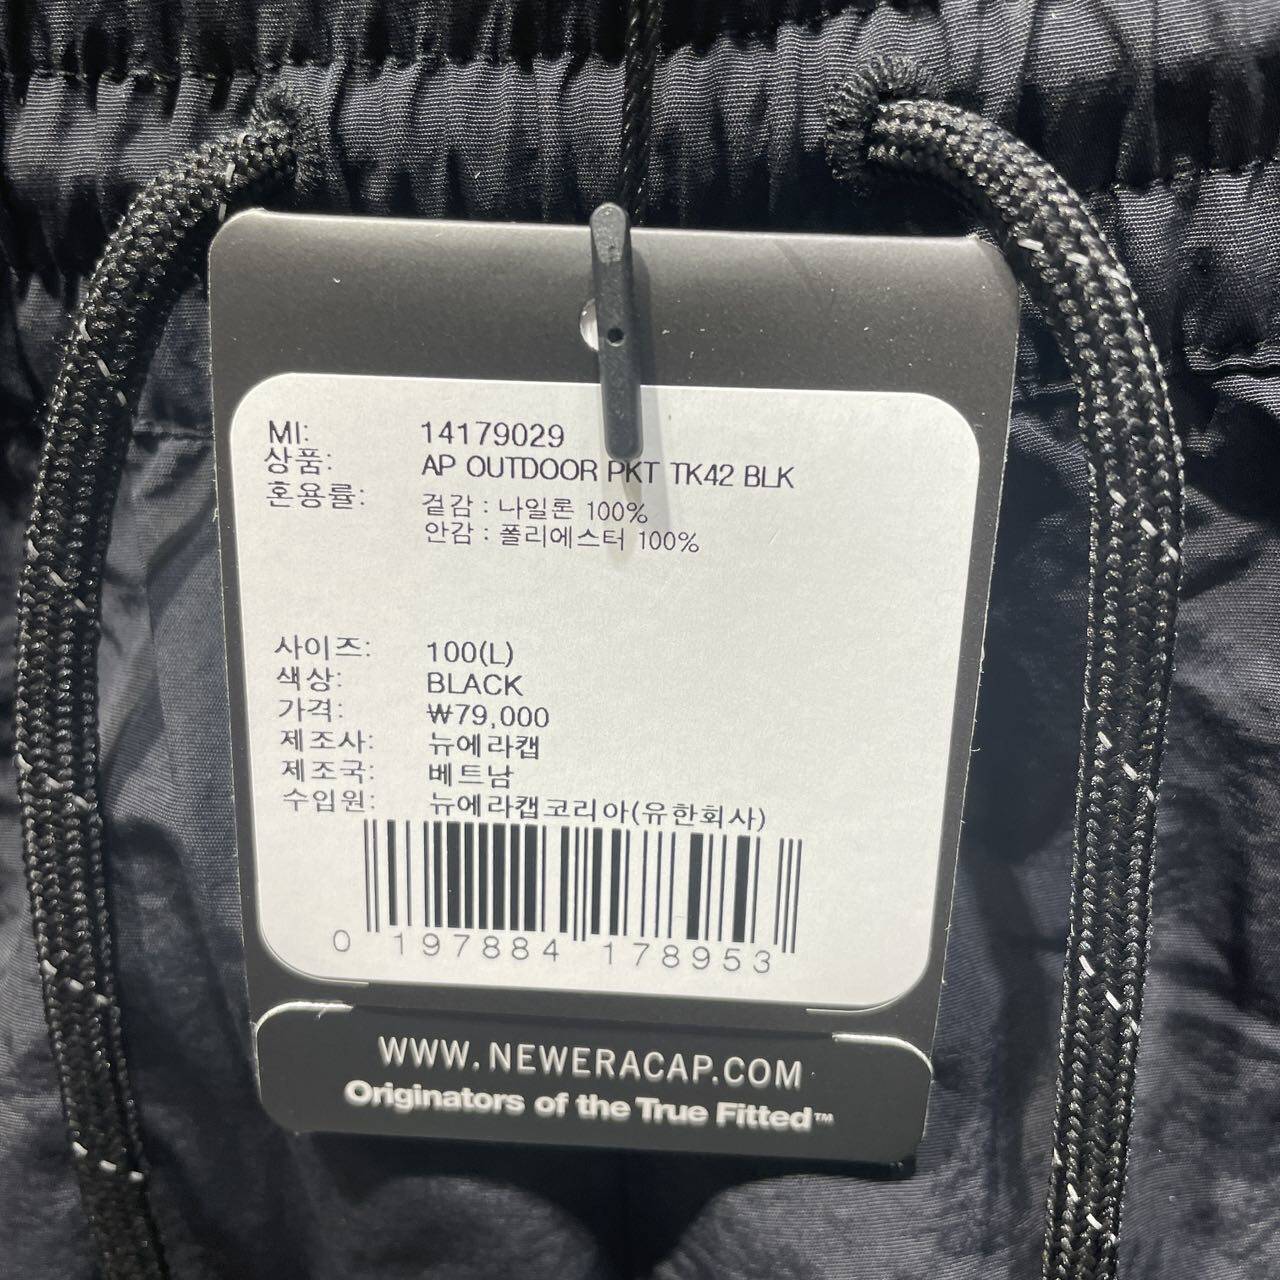 MI: 14179029
상품: AP OUTDOOR PKT TK42 BLK
혼용률: 겉감 : 나일론 100%
안감 : 폴리에스터 100%
사이즈: 100(L)
색상: BLACK
가격: ₩79,000
제조사: 뉴에라캡
제조국: 베트남
수입원: 뉴에라캡코리아(유한회사)
0 197884 178953
WWW.NEWERACAP.COM
Originators of the True Fitted™